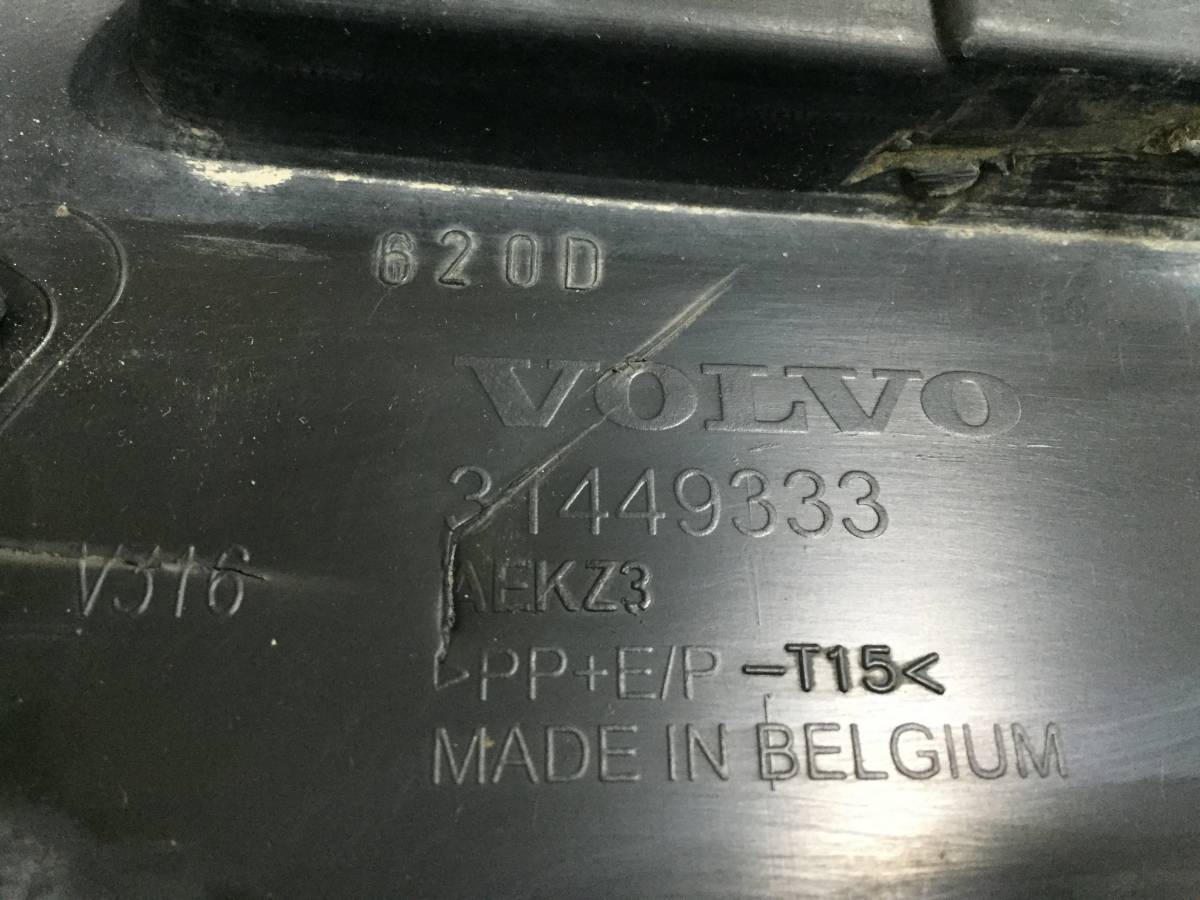 620D
VOLVO
31449333
AEKZ3
V316
>PP+E/P-T15<
MADE IN BELGIUM